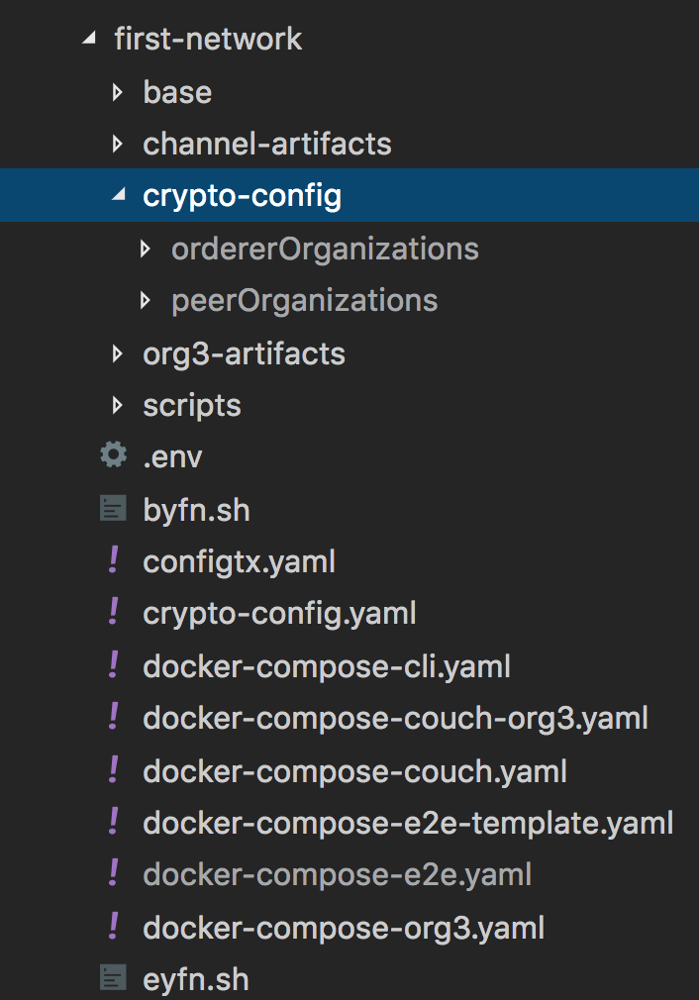 first-network
base
channel-artifacts
crypto-config
ordererOrganizations
peerOrganizations
org3-artifacts
scripts
.env
byfn.sh
configtx.yaml
crypto-config.yaml
docker-compose-cli.yaml
docker-compose-couch-org3.yaml
docker-compose-couch.yaml
docker-compose-e2e-template.yaml
docker-compose-e2e.yaml
docker-compose-org3.yaml
eyfn.sh